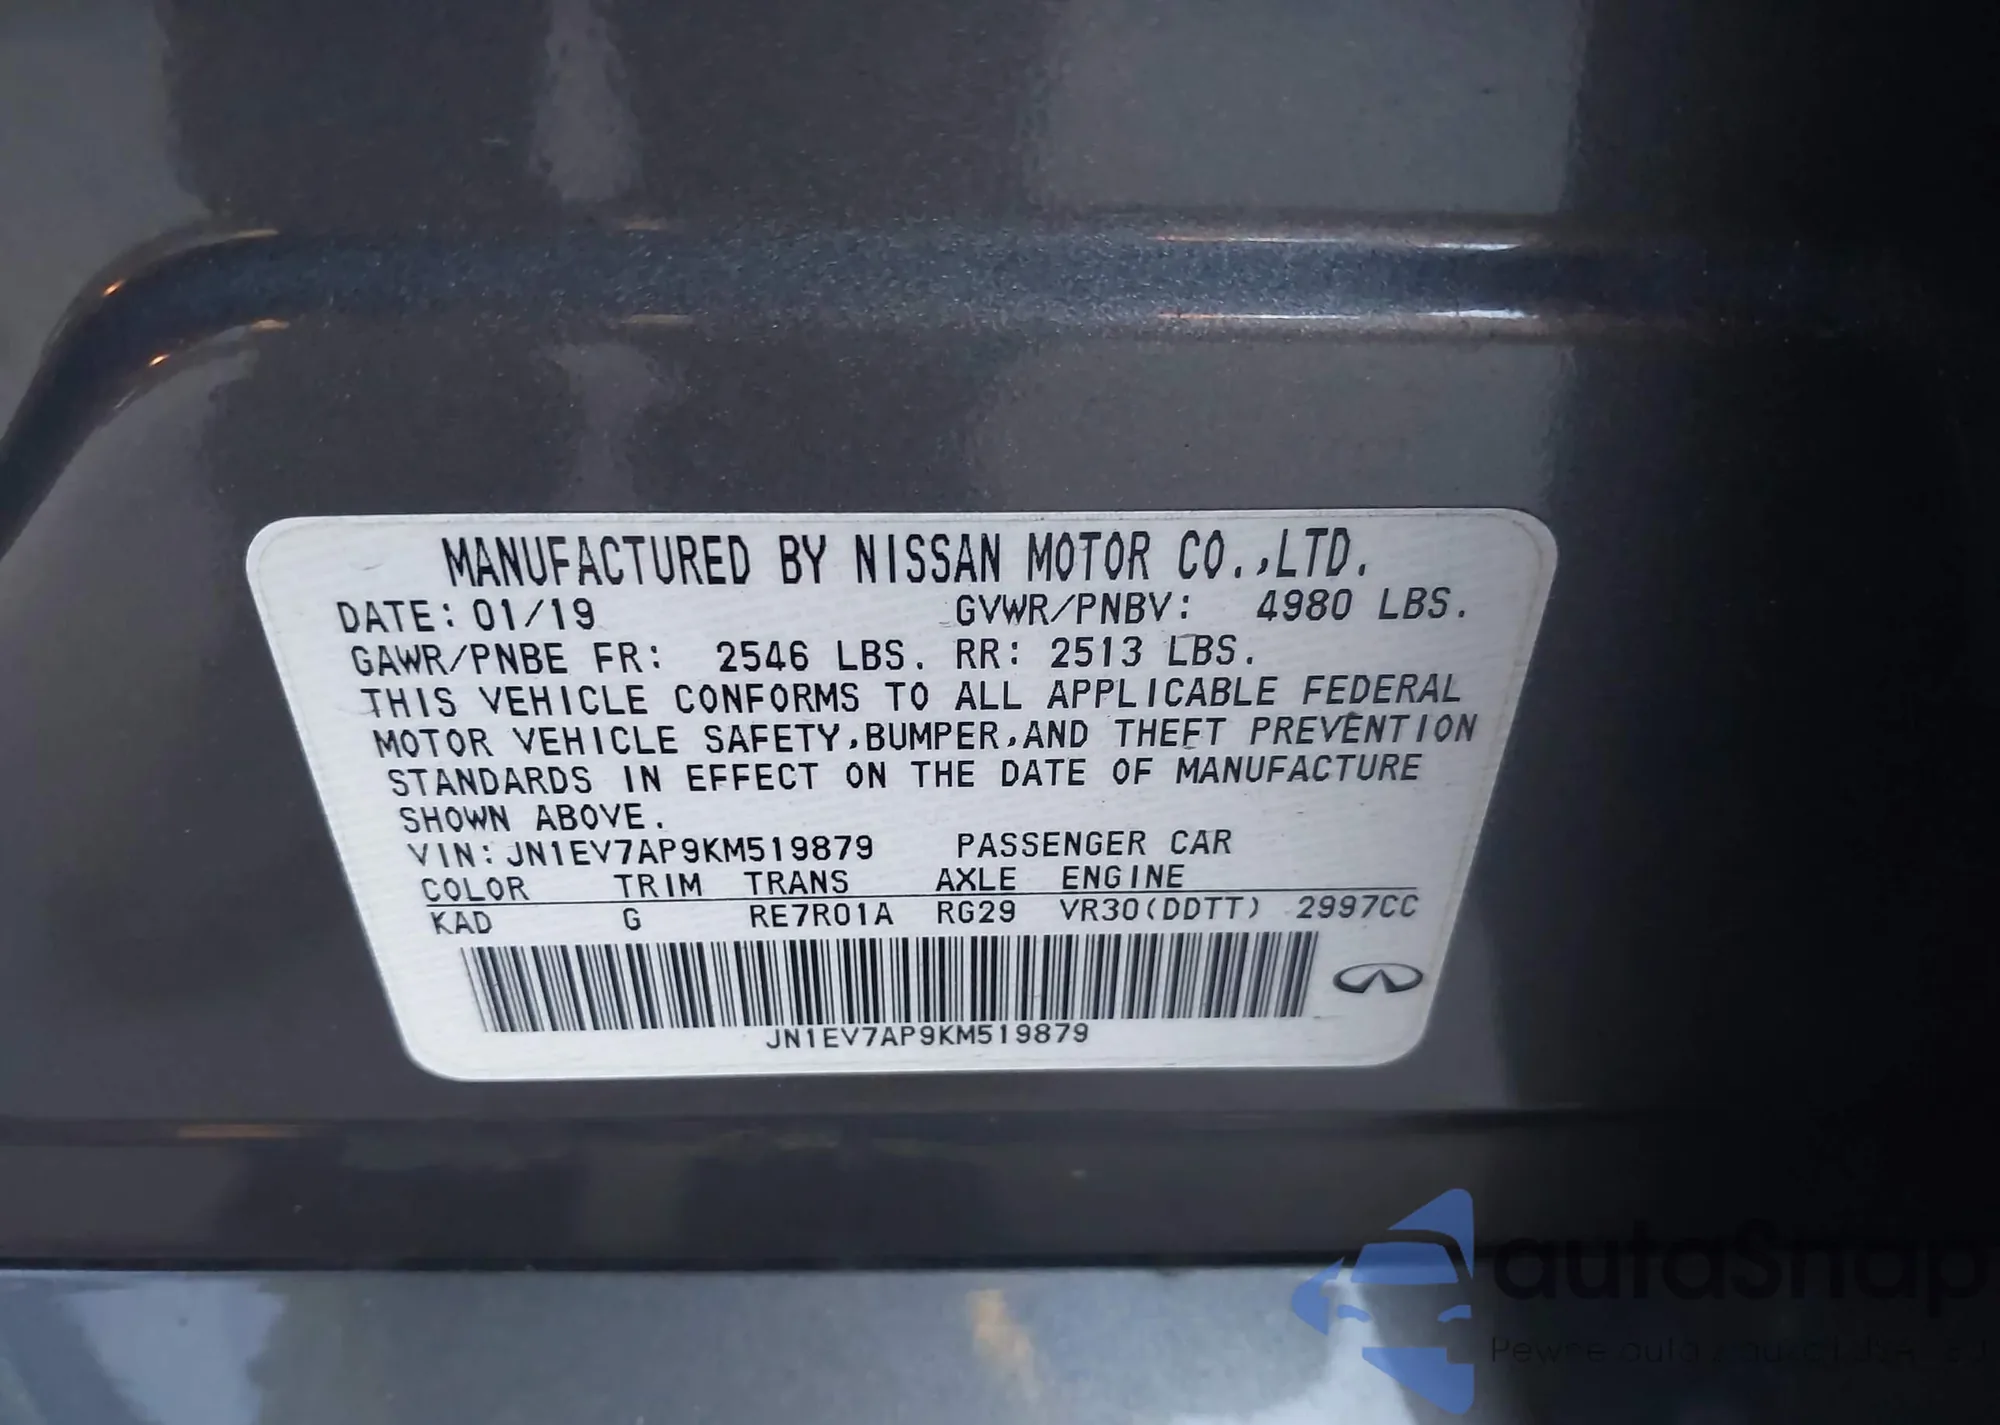 MANUFACTURED BY NISSAN MOTOR CO.,LTD.
DATE: 01/19 GVWR/PNBV: 4980 LBS.
GAWR/PNBE FR: 2546 LBS. RR: 2513 LBS.
THIS VEHICLE CONFORMS TO ALL APPLICABLE FEDERAL
MOTOR VEHICLE SAFETY,BUMPER,AND THEFT PREVENTION
STANDARDS IN EFFECT ON THE DATE OF MANUFACTURE
SHOWN ABOVE.
VIN: JN1EV7AP9KM519879 PASSENGER CAR
COLOR TRIM TRANS AXLE ENGINE
KAD G RE7R01A RG29 VR30(DDTT) 2997CC
JN1EV7AP9KM519879
autoSnap
Pewne auto z